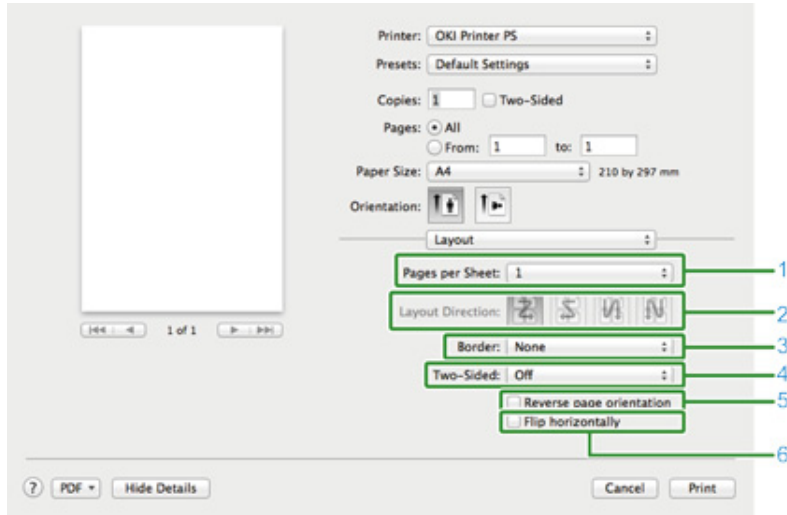 Printer: OKI Printer PS
Presets: Default Settings
Copies: 1 Two-Sided
Pages: All
From: 1 to: 1
Paper Size: A4 210 by 297 mm
Orientation:
Layout
Pages per Sheet: 1 1
Layout Direction: 2
1 of 1
Border: None 3
Two-Sided: Off 4
Reverse page orientation 5
Flip horizontally
6
? PDF Hide Details Cancel Print